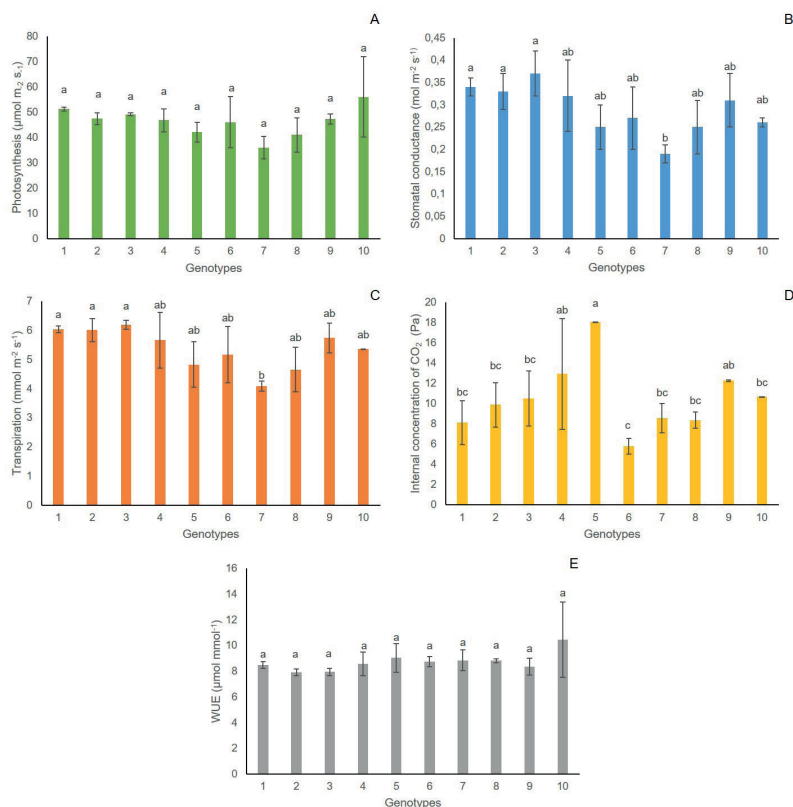 A
Photosynthesis (µmol m-2 s-1)
80
70
60
50
40
30
20
10
0
a a a a a a a a a a
1 2 3 4 5 6 7 8 9 10
Genotypes
B
Stomatal conductance (mol m-2 s-1)
0,45
0,4
0,35
0,3
0,25
0,2
0,15
0,1
0,05
0
a a a ab ab ab b ab ab ab
1 2 3 4 5 6 7 8 9 10
Genotypes
C
Transpiration (mmol m-2 s-1)
7
6
5
4
3
2
1
0
a a a ab ab ab b ab ab ab
1 2 3 4 5 6 7 8 9 10
Genotypes
D
Internal concentration of CO2 (Pa)
20
18
16
14
12
10
8
6
4
2
0
bc bc bc ab a c bc bc ab bc
1 2 3 4 5 6 7 8 9 10
Genotypes
E
WUE (µmol mmol-1)
16
14
12
10
8
6
4
2
0
a a a a a a a a a a
1 2 3 4 5 6 7 8 9 10
Genotypes